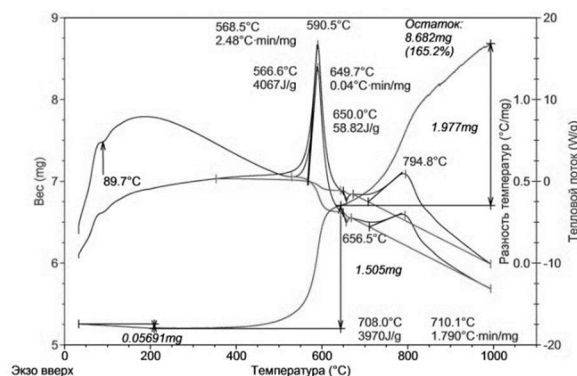 568.5°C
2.48°C·min/mg
590.5°C
Остаток:
8.682mg
(165.2%)
566.6°C
4067J/g
649.7°C
0.04°C·min/mg
650.0°C
58.82J/g
1.977mg
794.8°C
89.7°C
656.5°C
1.505mg
0.05691mg
708.0°C
3970J/g
710.1°C
1.790°C·min/mg
9
8
7
6
5
Вес (mg)
0
200
400
600
800
1000
Экзо вверх
Температура (°C)
1.0
0.5
0.0
Разность температур (°C/mg)
20
10
0
-10
-20
Тепловой поток (W/g)